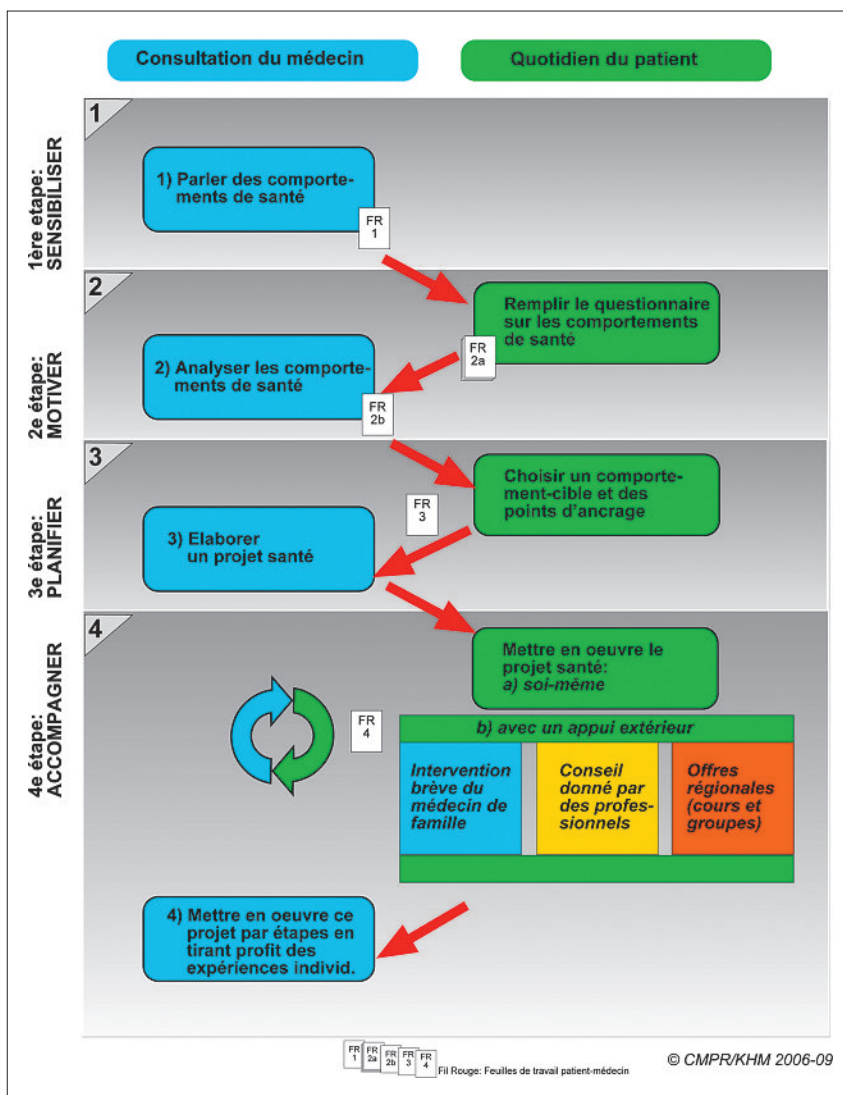 Consultation du médecin
Quotidien du patient
1ère etape:
SENSIBILISER
1
1) Parler des comporte-
ments de santé
FR
1
2e étape:
MOTIVER
2
Remplir le questionnaire
sur les comportements
de santé
FR
2a
2) Analyser les comporte-
ments de santé
FR
2b
3e étape:
PLANIFIER
3
Choisir un comporte-
ment-cible et des
points d'ancrage
FR
3
3) Elaborer
un projet santé
4e étape:
ACCOMPAGNER
4
Mettre en oeuvre le
projet santé:
a) soi-même
FR
4
b) avec un appui extérieur
Intervention
brève du
médecin de
famille
Conseil
donné par
des profes-
sionnels
Offres
régionales
(cours et
groupes)
4) Mettre en oeuvre ce
projet par étapes en
tirant profit des
expériences individ.
FR
1
FR
2a
FR
2b
FR
3
FR
4
Fil Rouge: Feuilles de travail patient-médecin
© CMPR/KHM 2006-09